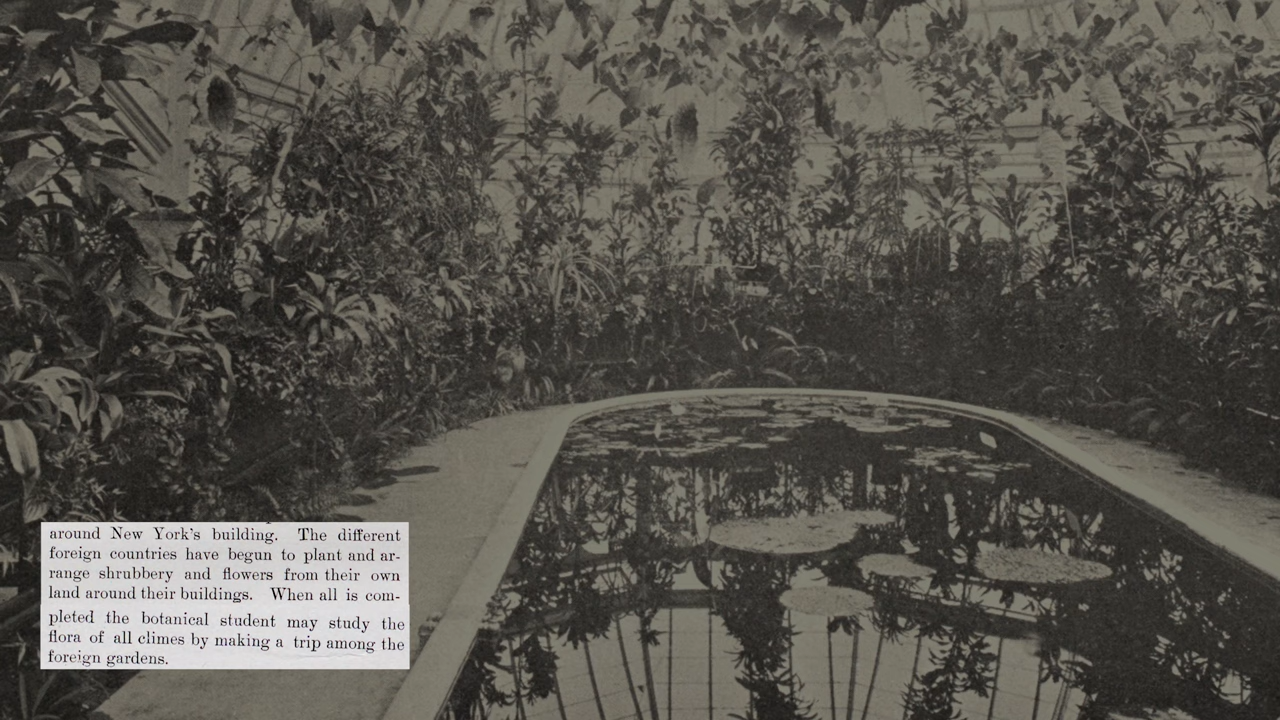 around New York's building. The different
foreign countries have begun to plant and ar-
range shrubbery and flowers from their own
land around their buildings. When all is com-
pleted the botanical student may study the
flora of all climes by making a trip among the
foreign gardens.